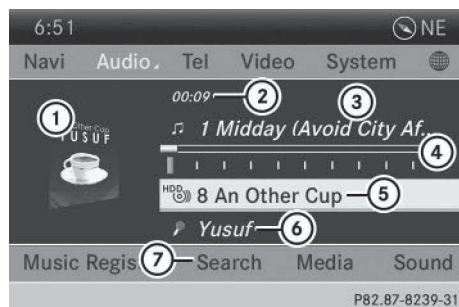 6:51 NE
Navi Audio Tel Video System
00:09 2 3
1 Other Cup
YUSUF
1 Midday (Avoid City Af...
4
HDD 8 An Other Cup 5
Yusuf 6
Music Regis 7 Search Media Sound
P82.87-8239-31